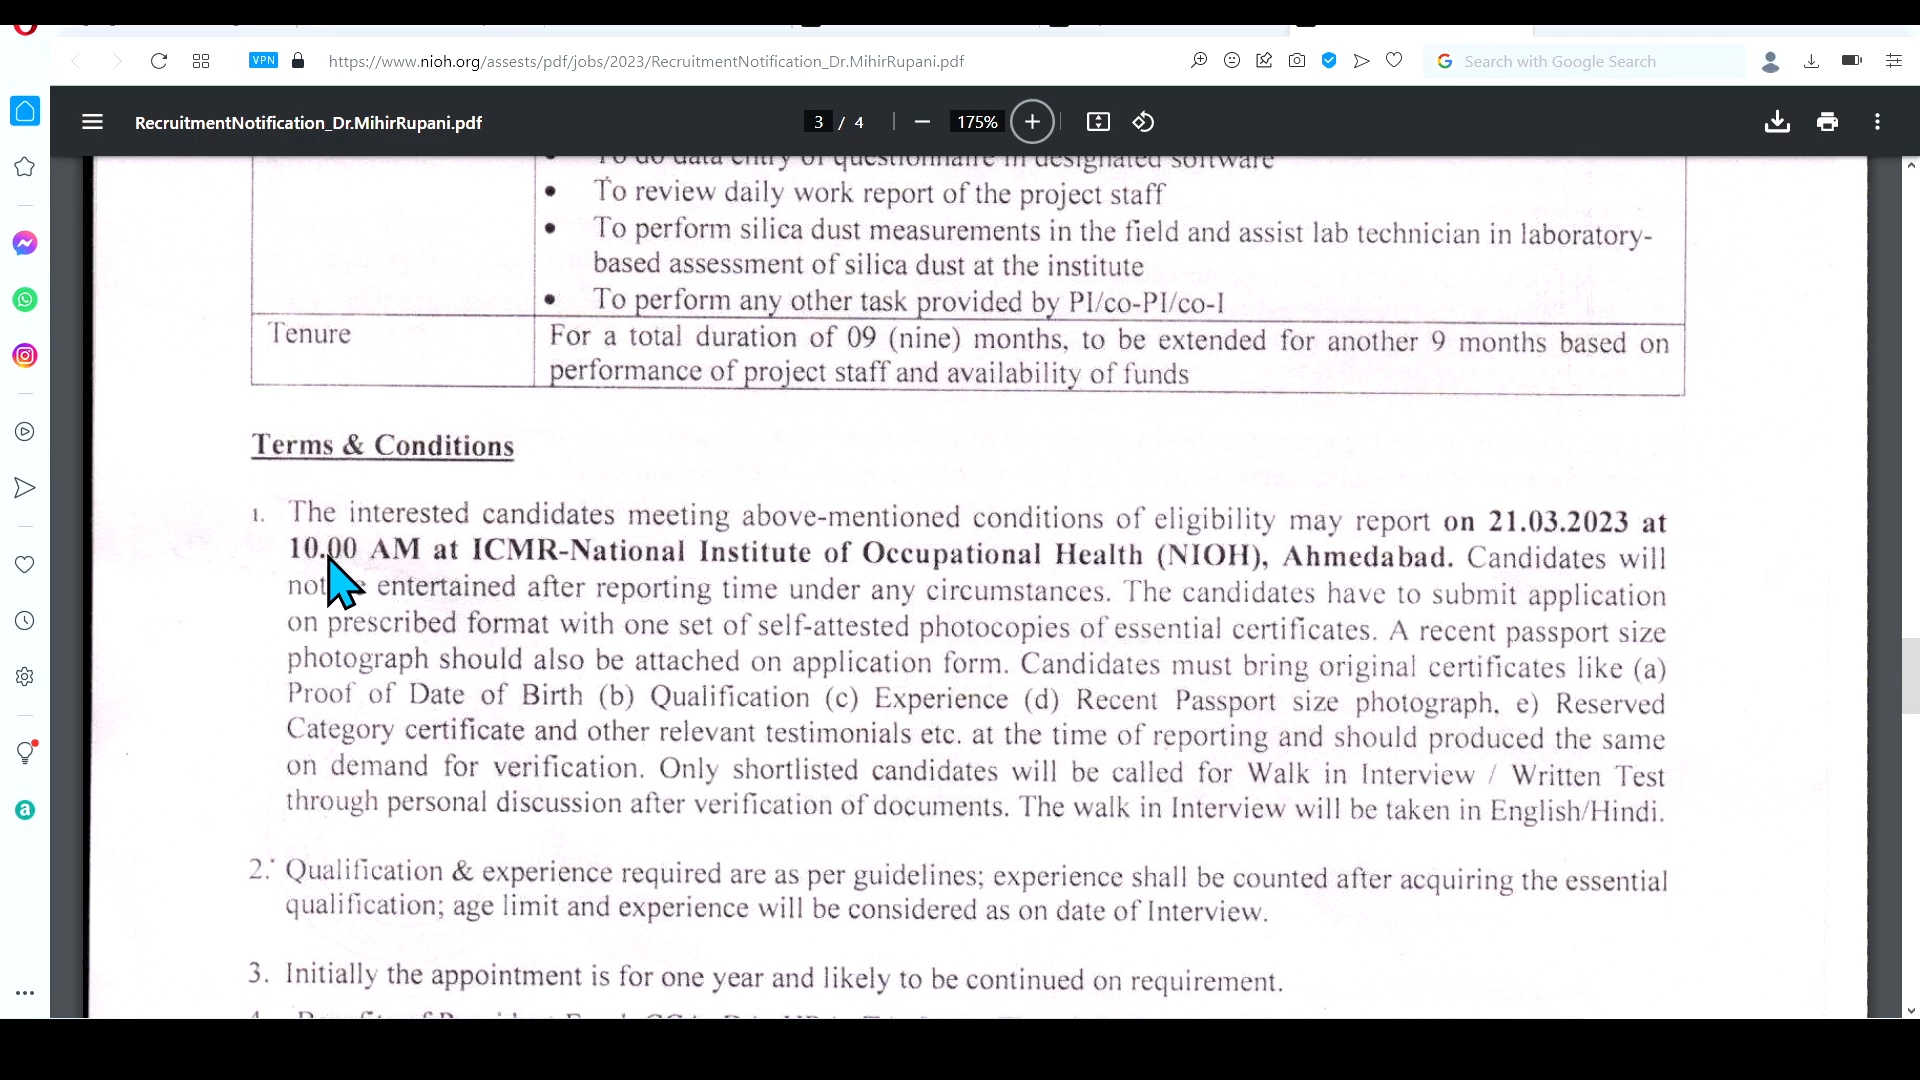 VPN
https://www.nioh.org/assests/pdf/jobs/2023/RecruitmentNotification_Dr.MihirRupani.pdf
Search with Google Search
RecruitmentNotification_Dr.MihirRupani.pdf
3 / 4
175%
• To do data entry of questionnaire in designated software
• To review daily work report of the project staff
• To perform silica dust measurements in the field and assist lab technician in laboratory-
based assessment of silica dust at the institute
• To perform any other task provided by PI/co-PI/co-I
Tenure
For a total duration of 09 (nine) months, to be extended for another 9 months based on
performance of project staff and availability of funds
Terms & Conditions
1. The interested candidates meeting above-mentioned conditions of eligibility may report on 21.03.2023 at
10.00 AM at ICMR-National Institute of Occupational Health (NIOH), Ahmedabad. Candidates will
not entertained after reporting time under any circumstances. The candidates have to submit application
on prescribed format with one set of self-attested photocopies of essential certificates. A recent passport size
photograph should also be attached on application form. Candidates must bring original certificates like (a)
Proof of Date of Birth (b) Qualification (c) Experience (d) Recent Passport size photograph, e) Reserved
Category certificate and other relevant testimonials etc. at the time of reporting and should produced the same
on demand for verification. Only shortlisted candidates will be called for Walk in Interview / Written Test
through personal discussion after verification of documents. The walk in Interview will be taken in English/Hindi.
2. Qualification & experience required are as per guidelines; experience shall be counted after acquiring the essential
qualification; age limit and experience will be considered as on date of Interview.
3. Initially the appointment is for one year and likely to be continued on requirement.